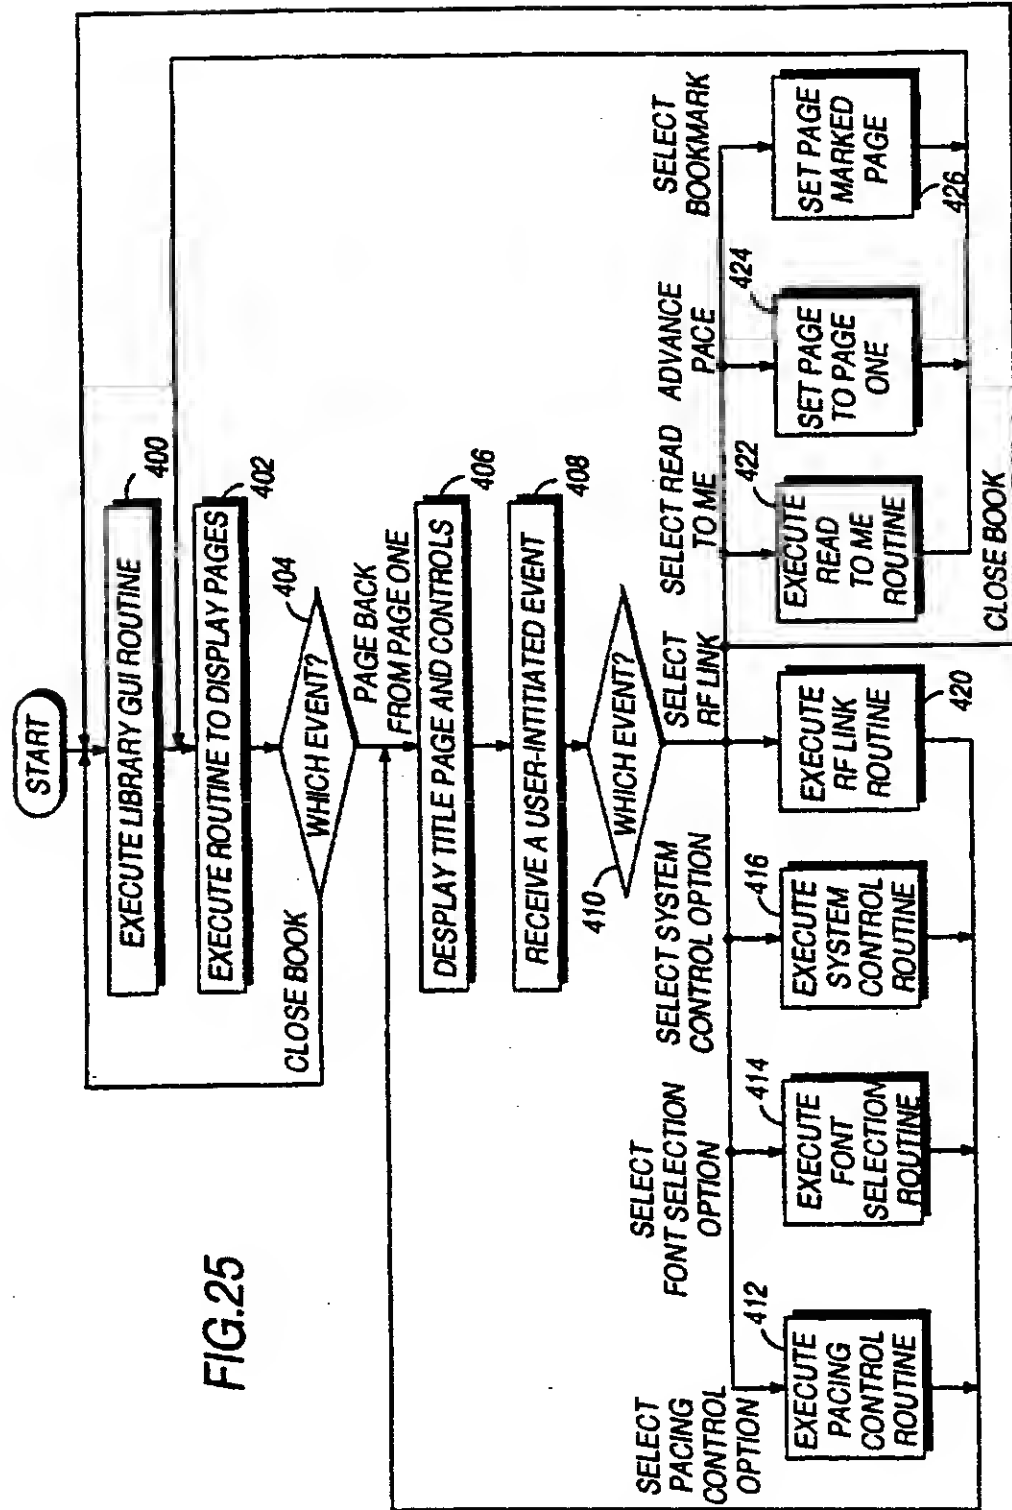 FIG.25
START
EXECUTE LIBRARY GUI ROUTINE
400
EXECUTE ROUTINE TO DISPLAY PAGES
402
WHICH EVENT?
404
CLOSE BOOK
PAGE BACK
FROM PAGE ONE
DESPLAY TITLE PAGE AND CONTROLS
406
RECEIVE A USER-INTITIATED EVENT
408
WHICH EVENT?
410
SELECT
PACING
CONTROL
OPTION
SELECT
FONT SELECTION
OPTION
SELECT SYSTEM
CONTROL OPTION
SELECT
RF LINK
SELECT READ
TO ME
ADVANCE
PACE
SELECT
BOOKMARK
EXECUTE
PACING
CONTROL
ROUTINE
412
EXECUTE
FONT
SELECTION
ROUTINE
414
EXECUTE
SYSTEM
CONTROL
ROUTINE
416
EXECUTE
RF LINK
ROUTINE
420
EXECUTE
READ
TO ME
ROUTINE
422
SET PAGE
TO PAGE
ONE
424
SET PAGE
MARKED
PAGE
426
CLOSE BOOK